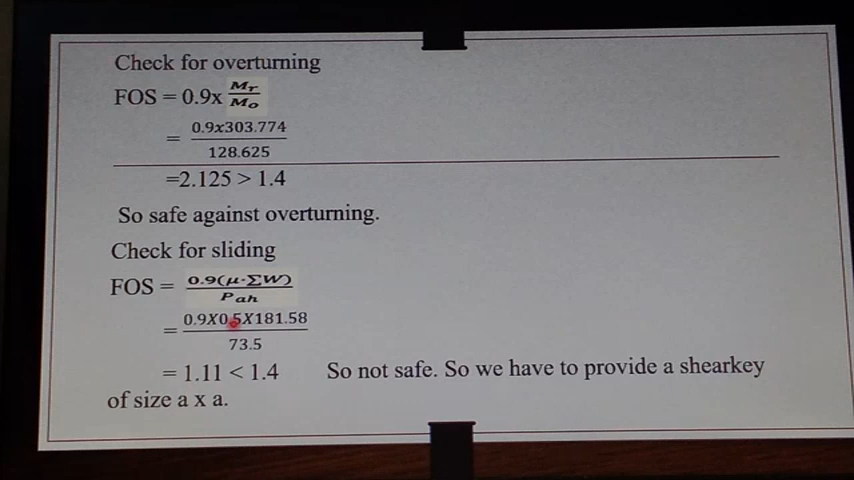 Check for overturning
FOS = 0.9x Mr/Mo
= 0.9x303.774/128.625
=2.125 > 1.4
So safe against overturning.
Check for sliding
FOS = 0.9(μ·ΣW)/Pah
= 0.9X0.5X181.58/73.5
= 1.11 < 1.4 So not safe. So we have to provide a shearkey
of size a x a.